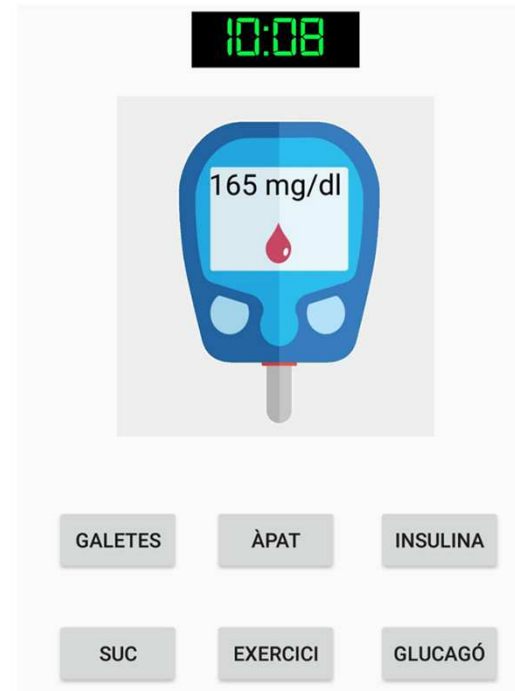 10:08
165 mg/dl
GALETES
ÀPAT
INSULINA
SUC
EXERCICI
GLUCAGÓ